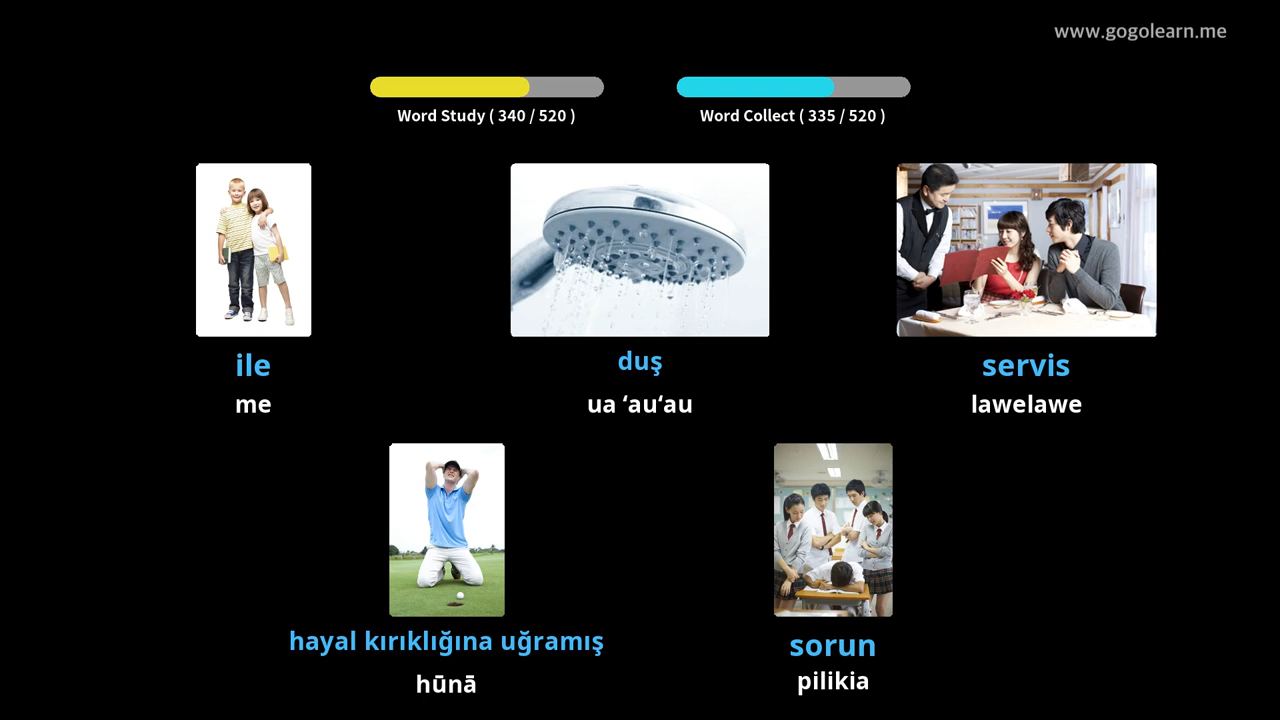 www.gogolearn.me
Word Study ( 340 / 520 )
Word Collect ( 335 / 520 )
ile
duş
servis
me
ua ʻauʻau
lawelawe
hayal kırıklığına uğramış
sorun
hūnā
pilikia